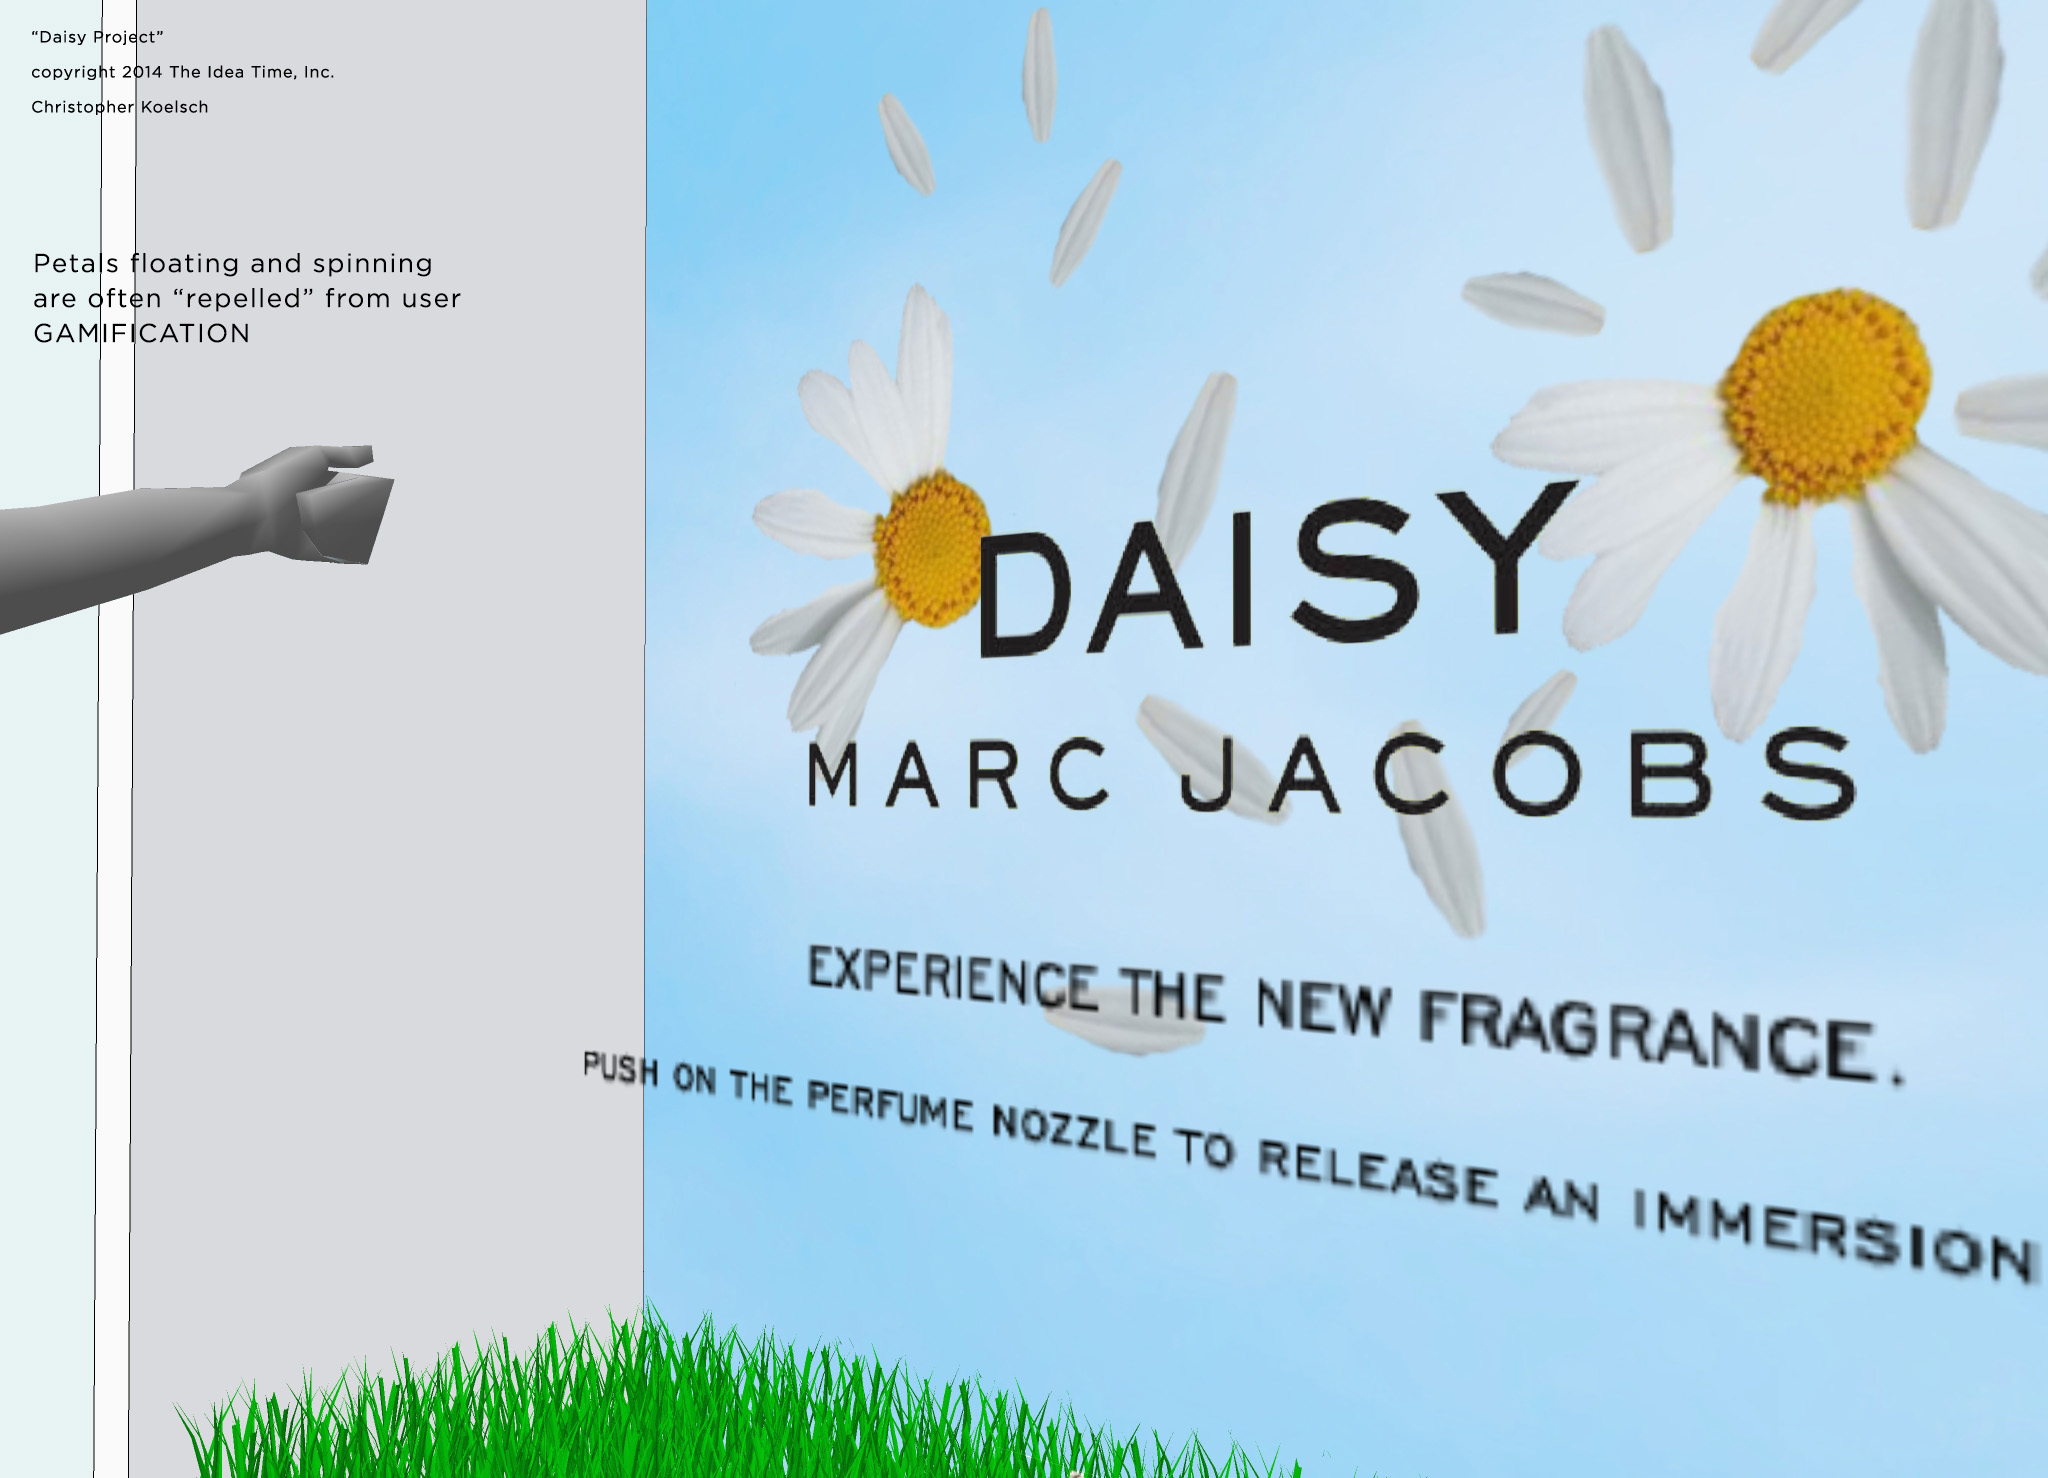 “Daisy Project”
copyright 2014 The Idea Time, Inc.
Christopher Koelsch
Petals floating and spinning
are often “repelled” from user
GAMIFICATION
DAISY
MARC JACOBS
EXPERIENCE THE NEW FRAGRANCE.
PUSH ON THE PERFUME NOZZLE TO RELEASE AN IMMERSION